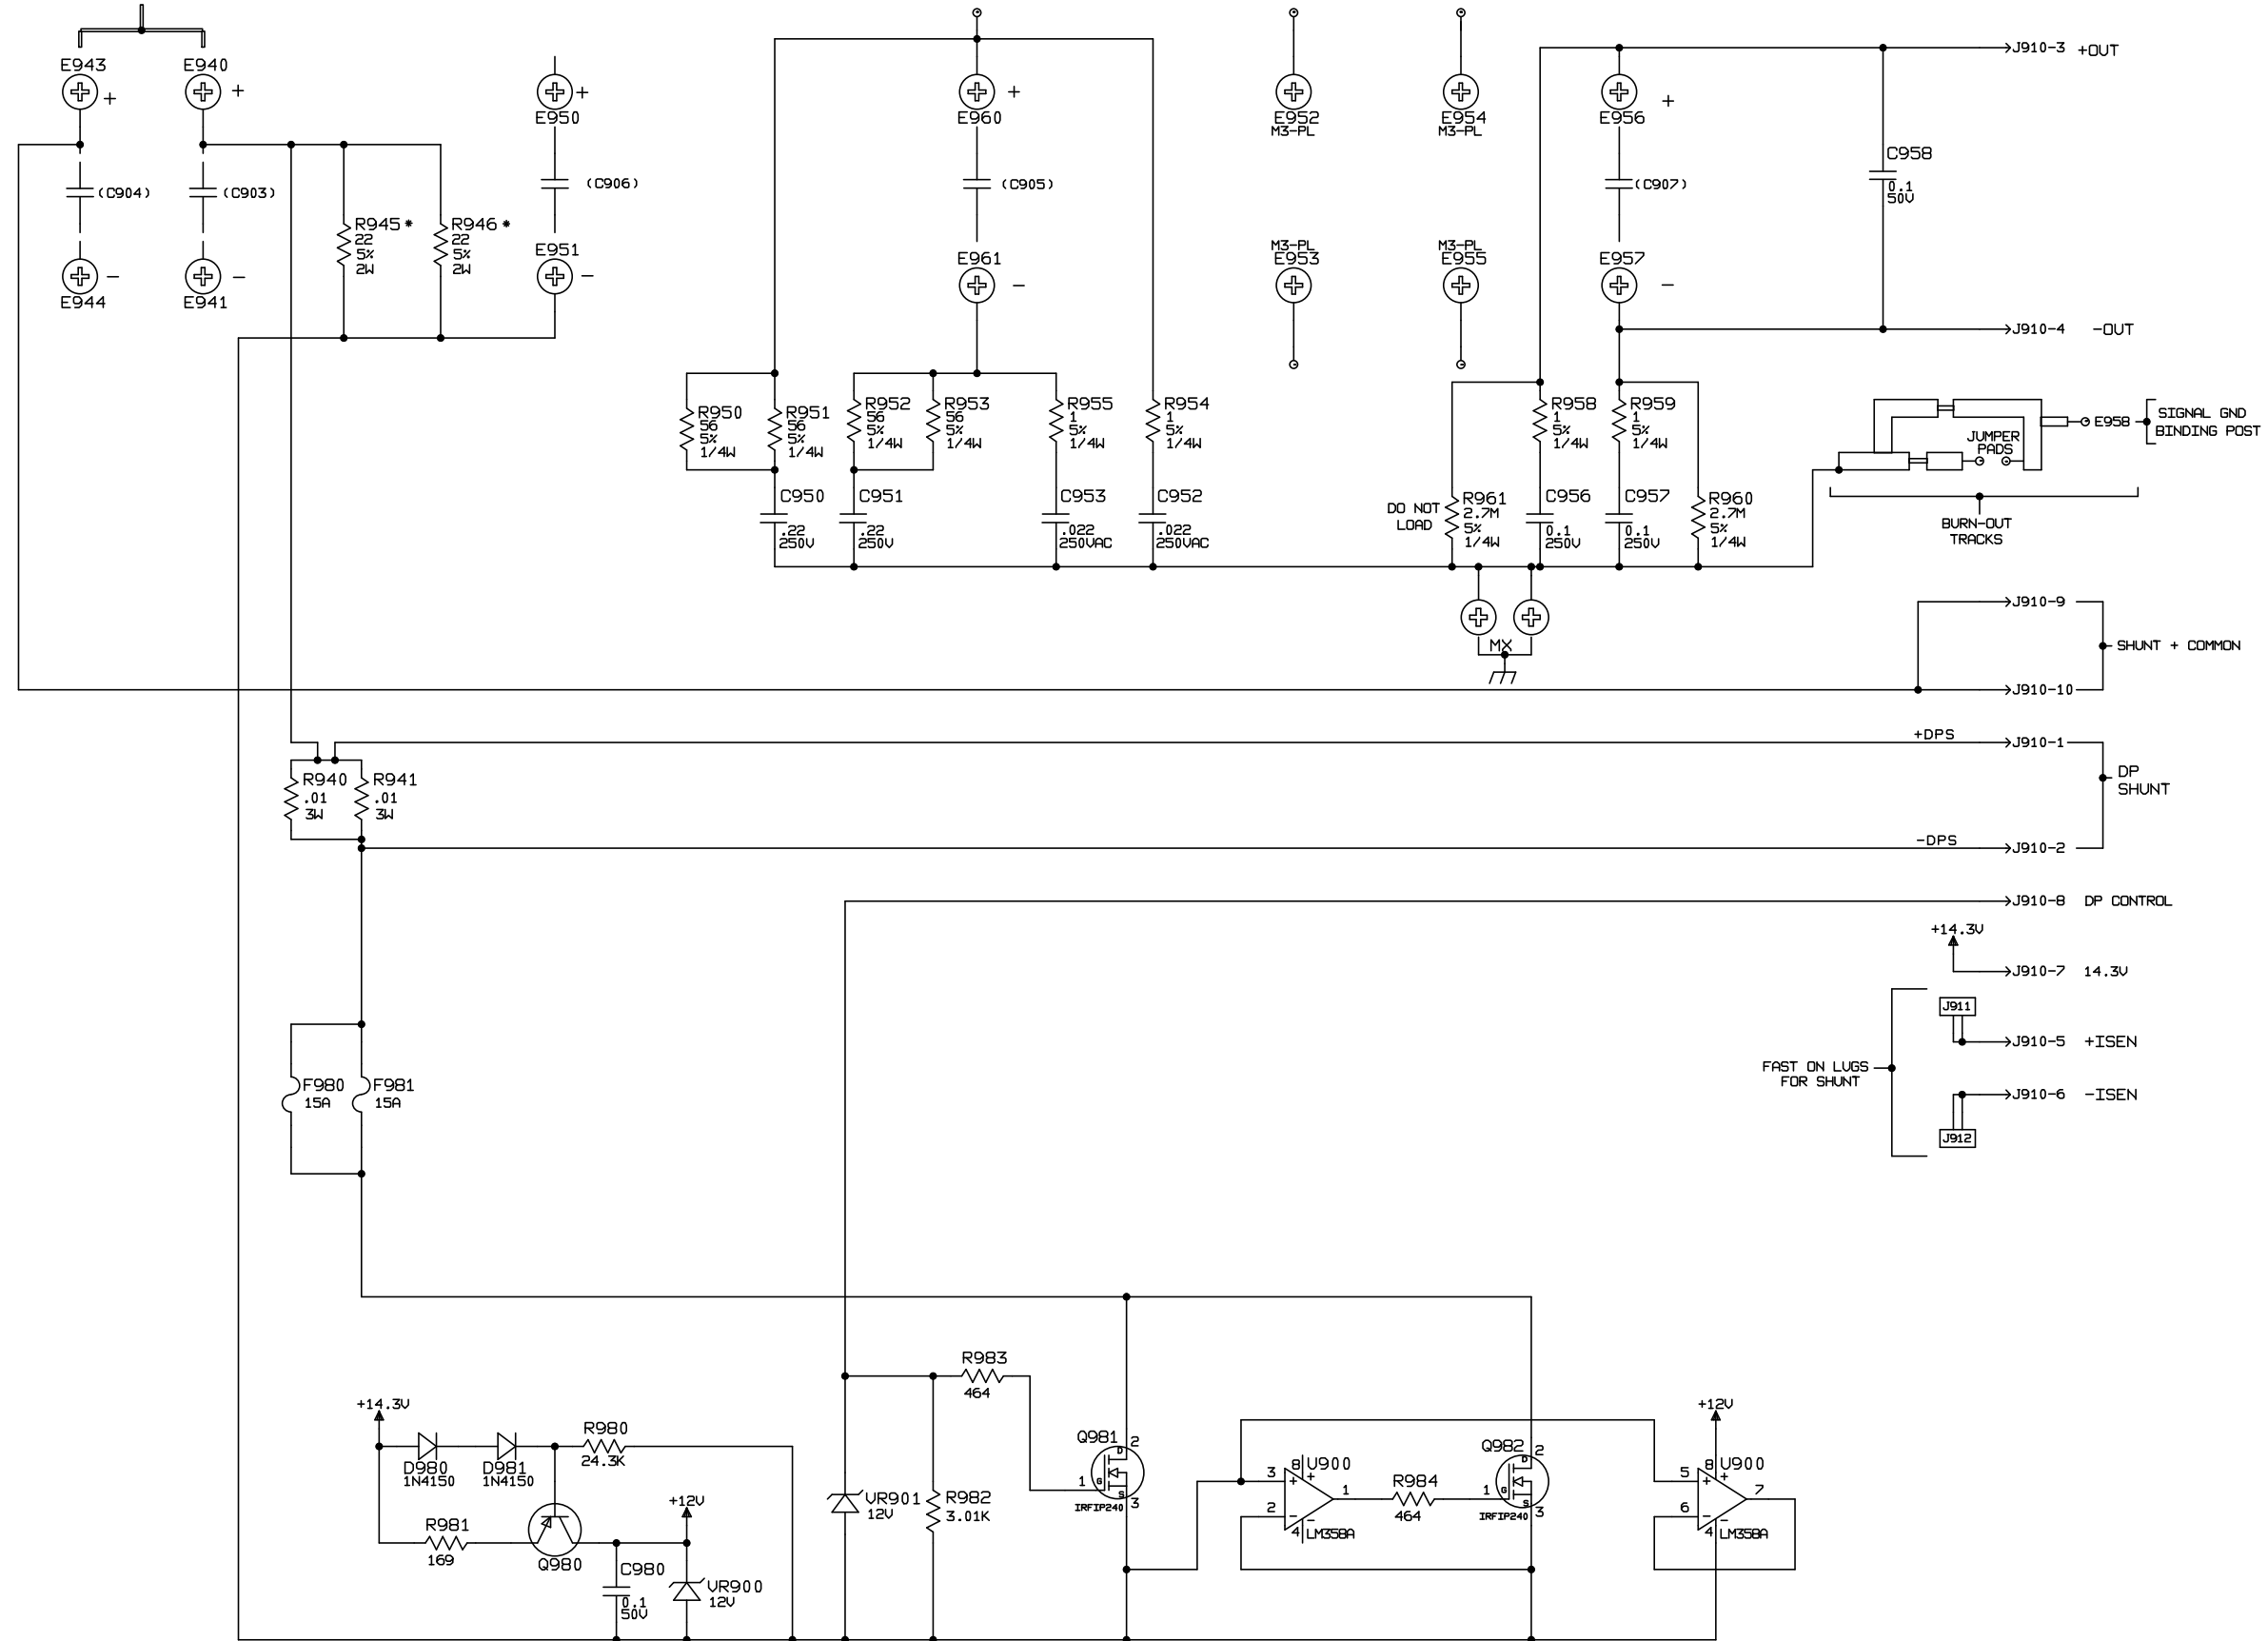 E943
+
E940
+
E950
+
E960
+
E952
M3-PL
E954
M3-PL
E956
+
J910-3 +OUT
(C904)
(C903)
(C906)
(C905)
(C907)
C958
0.1
50V
E944
-
E941
-
R945*
22
5%
2W
R946*
22
5%
2W
E951
-
E961
-
M3-PL
E953
M3-PL
E955
E957
-
J910-4 -OUT
R950
56
5%
1/4W
R951
56
5%
1/4W
R952
56
5%
1/4W
R953
56
5%
1/4W
R955
1
5%
1/4W
R954
1
5%
1/4W
R958
1
5%
1/4W
R959
1
5%
1/4W
JUMPER
PADS
E958
SIGNAL GND
BINDING POST
C950
.22
250V
C951
.22
250V
C953
.022
250VAC
C952
.022
250VAC
DO NOT
LOAD
R961
2.7M
5%
1/4W
C956
0.1
250V
C957
0.1
250V
R960
2.7M
5%
1/4W
BURN-OUT
TRACKS
MX
J910-9
SHUNT + COMMON
J910-10
+DPS
J910-1
DP
SHUNT
R940
.01
3W
R941
.01
3W
-DPS
J910-2
J910-8 DP CONTROL
+14.3V
J910-7 14.3V
J911
J910-5 +ISEN
FAST ON LUGS
FOR SHUNT
J910-6 -ISEN
J912
F980
15A
F981
15A
+14.3V
D980
1N4150
D981
1N4150
R980
24.3K
R981
169
Q980
+12V
C980
0.1
50V
VR900
12V
VR901
12V
R982
3.01K
R983
464
Q981
2
D
1
G
S
3
IRFIP240
3
+
2
-
8
+
U900
1
4
-
LM358A
R984
464
Q982
2
D
1
G
S
3
IRFIP240
+12V
5
+
6
-
8
+
U900
7
4
-
LM358A